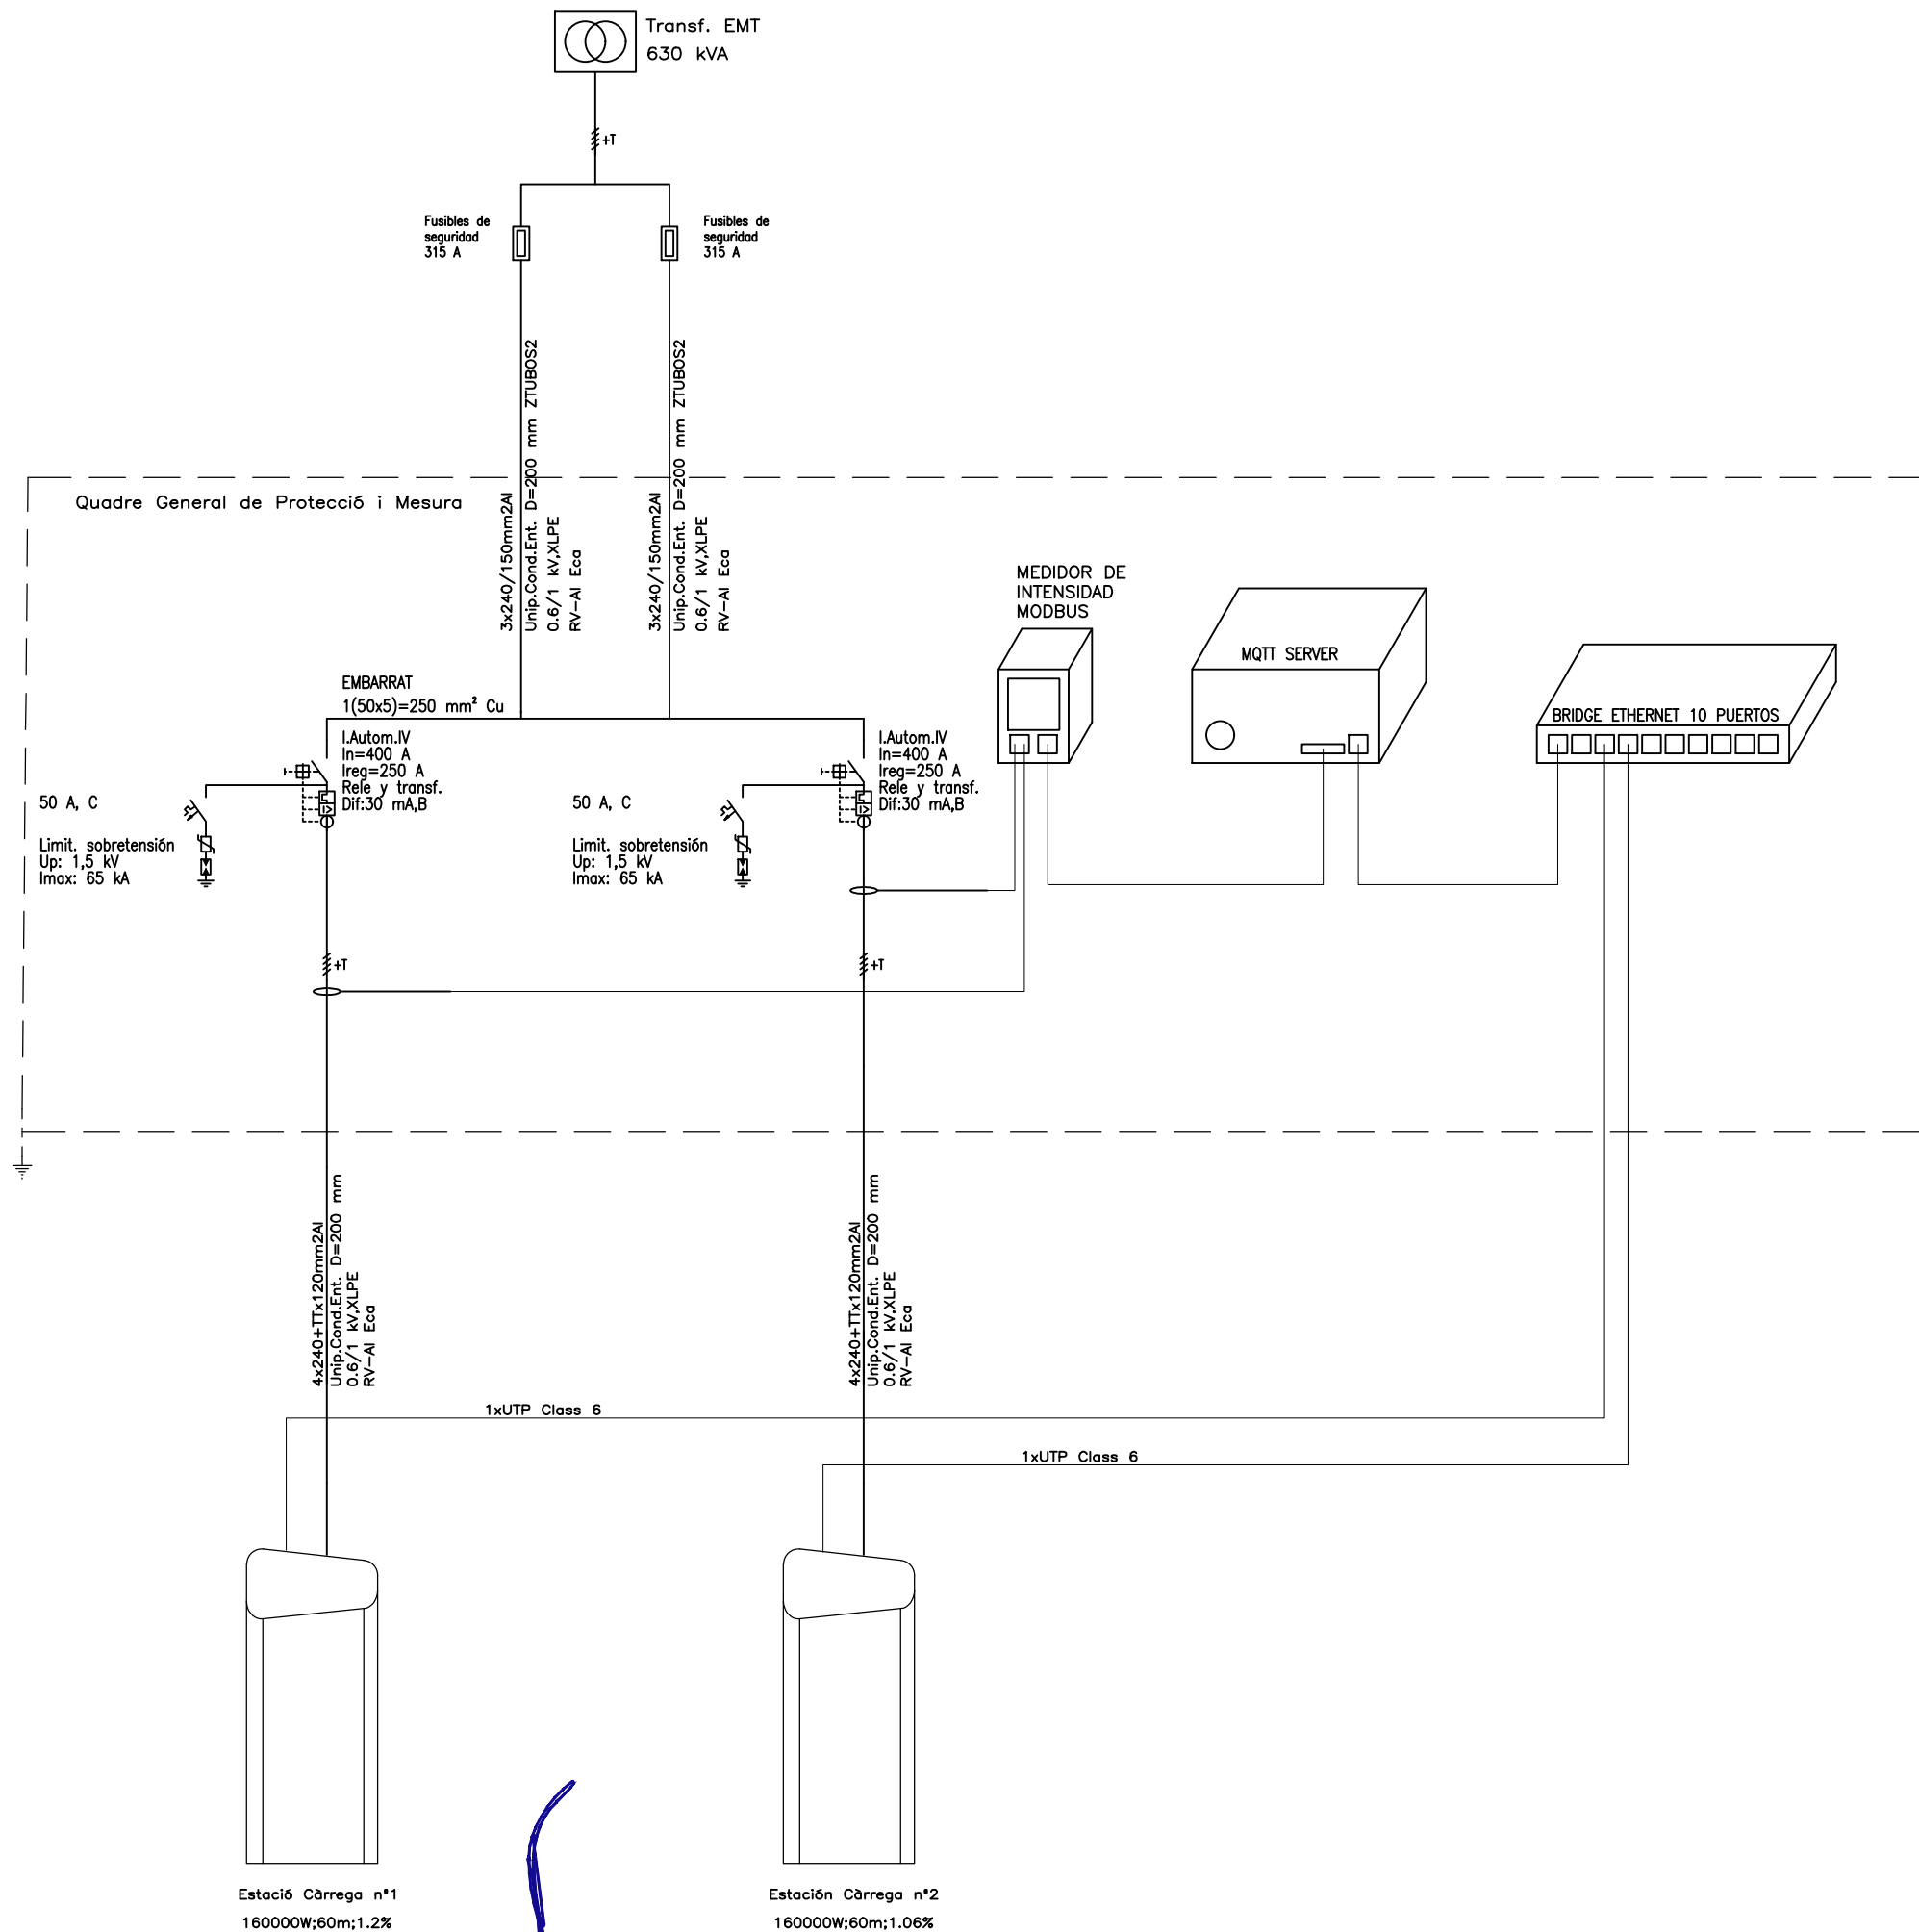 Transf. EMT
630 kVA
+T
Fusibles de
seguridad
315 A
Fusibles de
seguridad
315 A
3x240/150mm2Al
Unip.Cond.Ent. D=200 mm ZTUBOS2
0.6/1 kV,XLPE
RV-Al Eca
3x240/150mm2Al
Unip.Cond.Ent. D=200 mm ZTUBOS2
0.6/1 kV,XLPE
RV-Al Eca
Quadre General de Protecció i Mesura
MEDIDOR DE
INTENSIDAD
MODBUS
MQTT SERVER
BRIDGE ETHERNET 10 PUERTOS
EMBARRAT
1(50x5)=250 mm² Cu
I.Autom.IV
In=400 A
Ireg=250 A
Rele y transf.
Dif:30 mA,B
I.Autom.IV
In=400 A
Ireg=250 A
Rele y transf.
Dif:30 mA,B
50 A, C
Limit. sobretensión
Up: 1,5 kV
Imax: 65 kA
50 A, C
Limit. sobretensión
Up: 1,5 kV
Imax: 65 kA
+T
+T
4x240+TTx120mm2Al
Unip.Cond.Ent. D=200 mm
0.6/1 kV,XLPE
RV-Al Eca
4x240+TTx120mm2Al
Unip.Cond.Ent. D=200 mm
0.6/1 kV,XLPE
RV-Al Eca
1xUTP Class 6
1xUTP Class 6
Estació Càrrega nº1
160000W;60m;1.2%
Estación Càrrega nº2
160000W;60m;1.06%